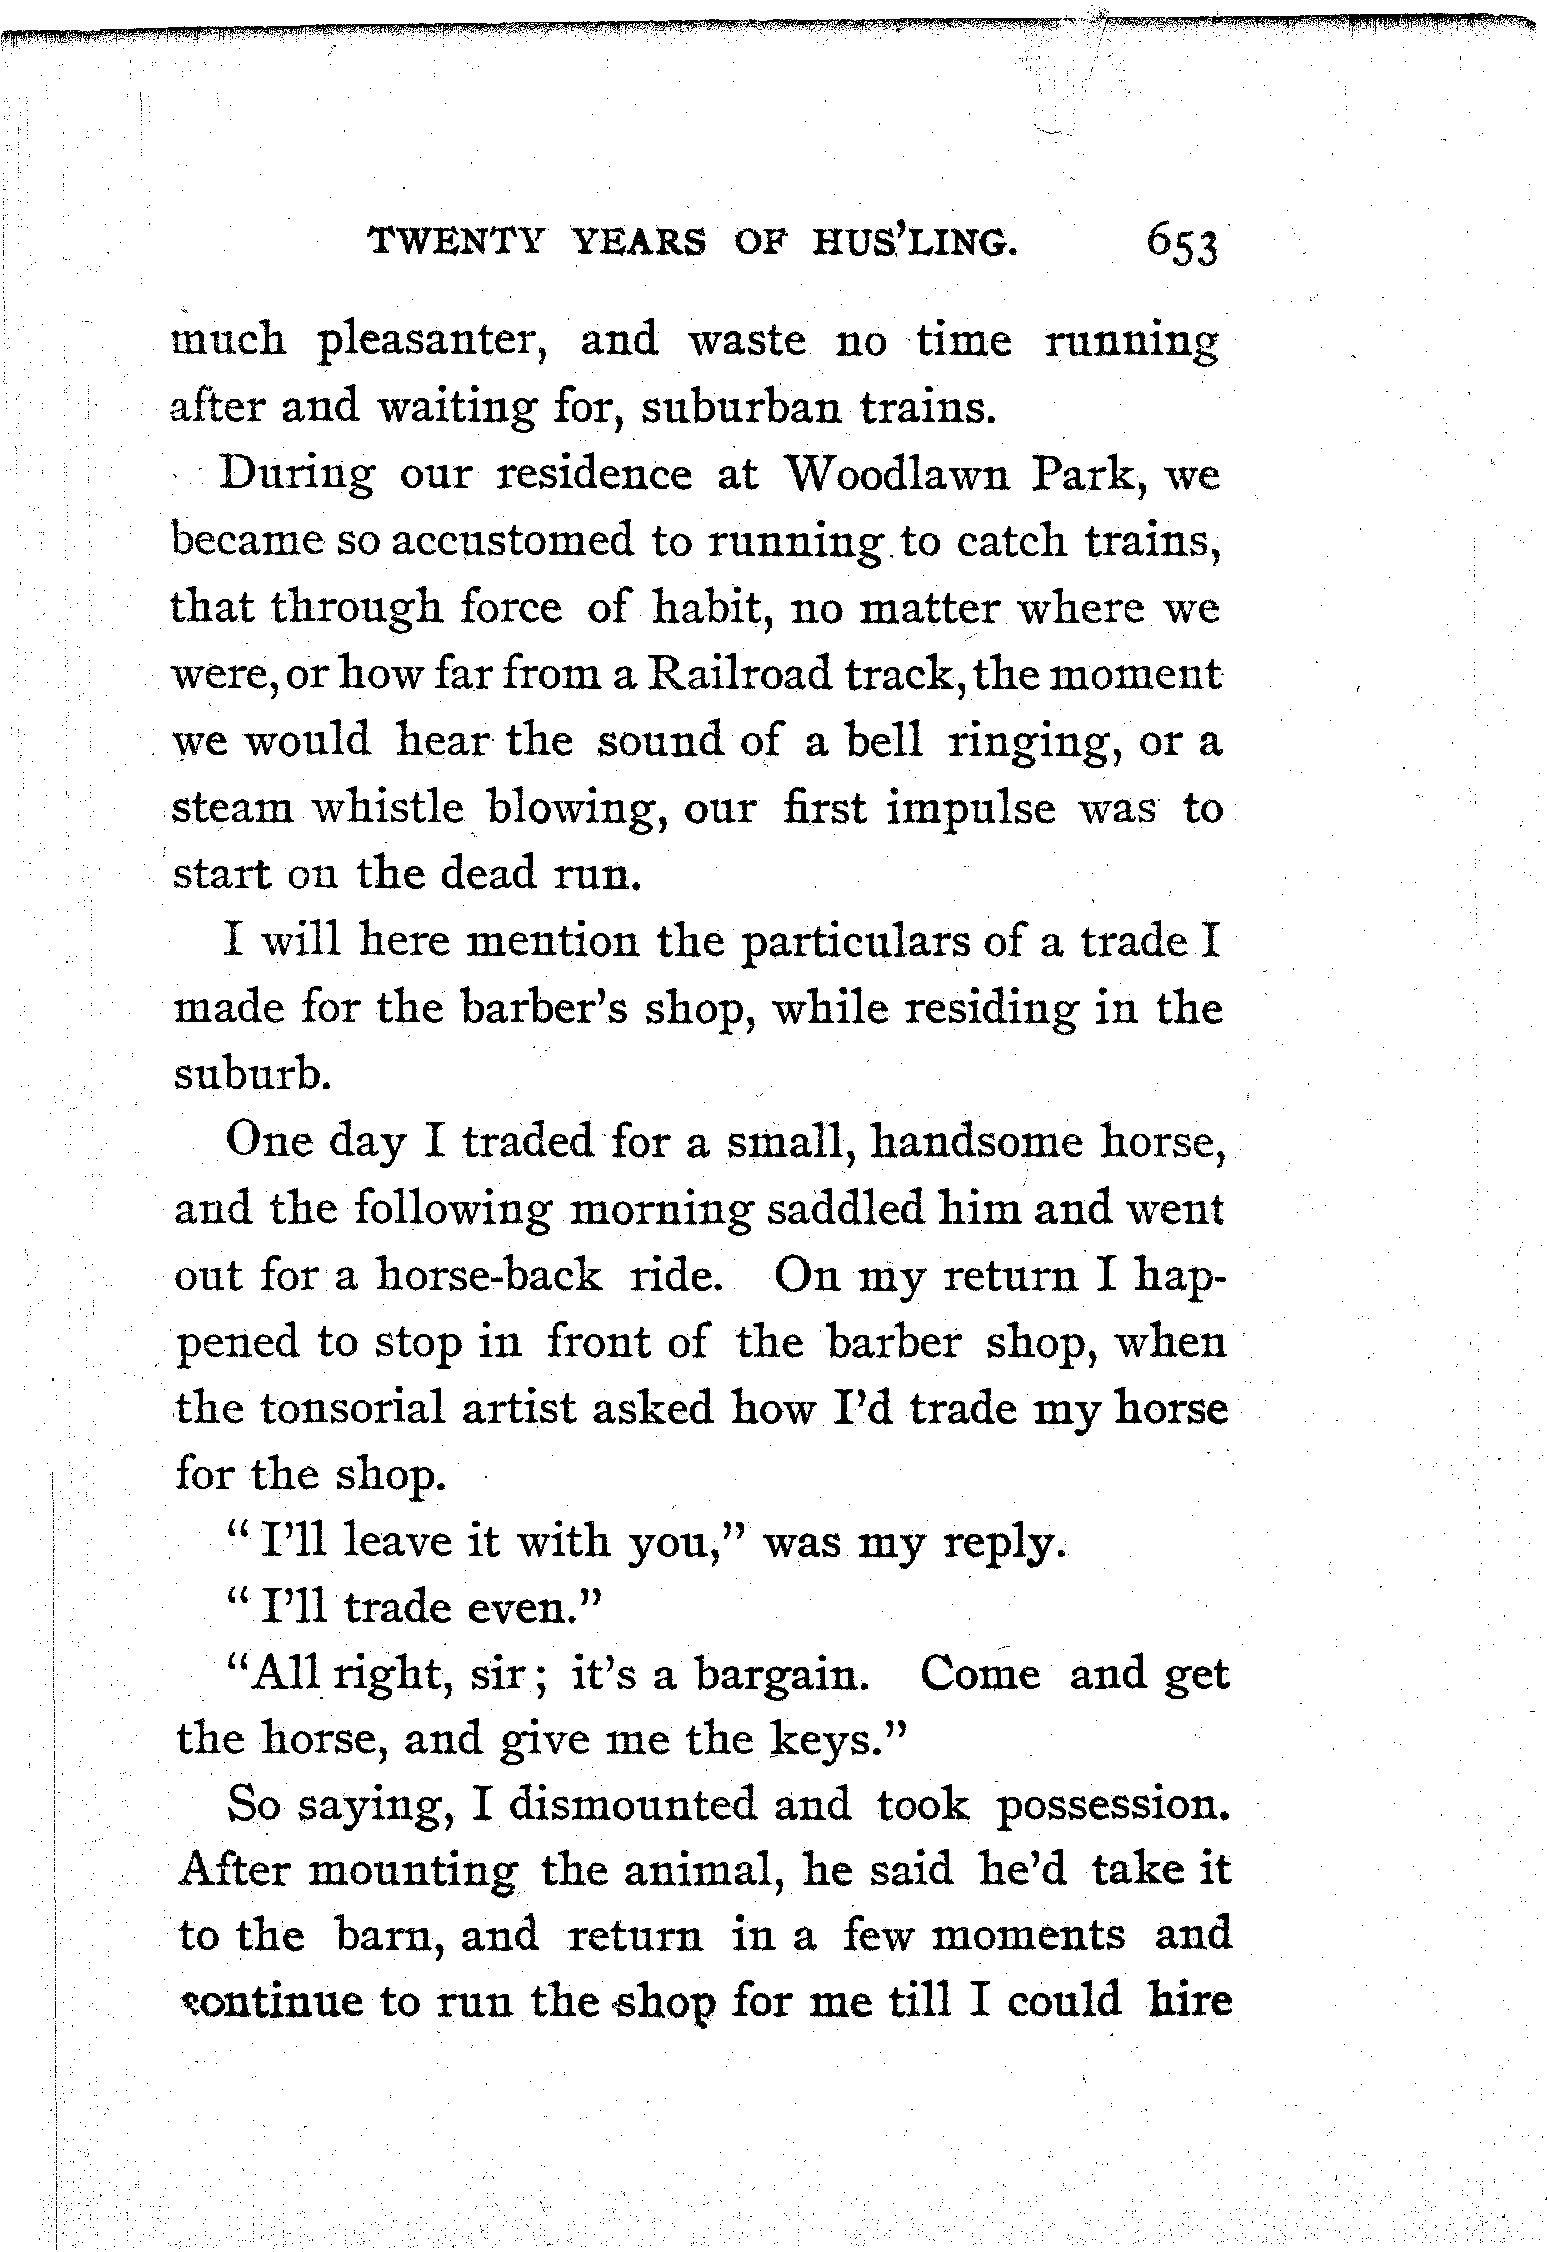 TWENTY YEARS OF HUS'LING. 653
much pleasanter, and waste no time running
after and waiting for, suburban trains.
During our residence at Woodlawn Park, we
became so accustomed to running to catch trains,
that through force of habit, no matter where we
were, or how far from a Railroad track, the moment
we would hear the sound of a bell ringing, or a
steam whistle blowing, our first impulse was to
start on the dead run.
I will here mention the particulars of a trade I
made for the barber's shop, while residing in the
suburb.
One day I traded for a small, handsome horse,
and the following morning saddled him and went
out for a horse-back ride. On my return I hap-
pened to stop in front of the barber shop, when
the tonsorial artist asked how I'd trade my horse
for the shop.
"I'll leave it with you," was my reply.
"I'll trade even."
"All right, sir; it's a bargain. Come and get
the horse, and give me the keys."
So saying, I dismounted and took possession.
After mounting the animal, he said he'd take it
to the barn, and return in a few moments and
continue to run the shop for me till I could hire